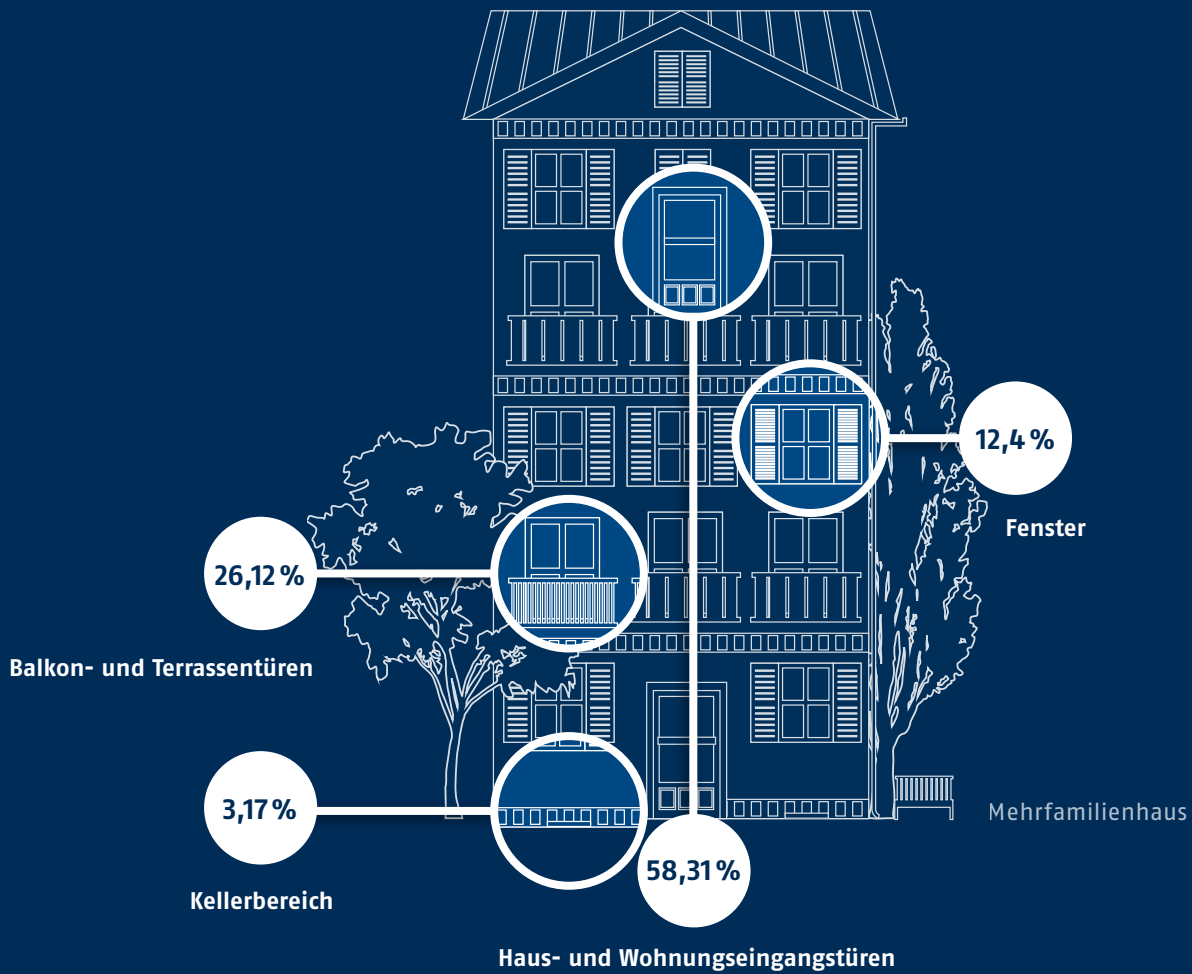 12,4 %
Fenster
26,12 %
Balkon- und Terrassentüren
3,17 %
Mehrfamilienhaus
58,31 %
Kellerbereich
Haus- und Wohnungseingangstüren